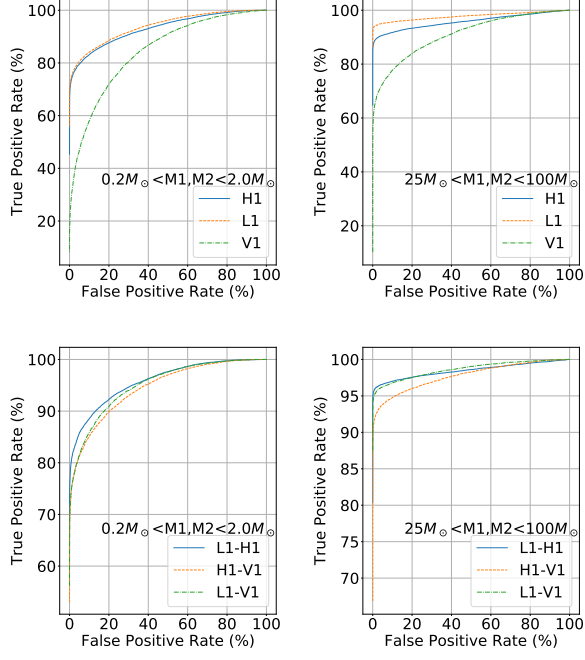 100
80
60
40
20
True Positive Rate (%)
0.2M⊙<M1,M2<2.0M⊙
H1
L1
V1
0 20 40 60 80 100
False Positive Rate (%)
100
80
60
40
20
True Positive Rate (%)
25M⊙<M1,M2<100M⊙
H1
L1
V1
0 20 40 60 80 100
False Positive Rate (%)
100
90
80
70
60
True Positive Rate (%)
0.2M⊙<M1,M2<2.0M⊙
L1-H1
H1-V1
L1-V1
0 20 40 60 80 100
False Positive Rate (%)
100
95
90
85
80
75
70
True Positive Rate (%)
25M⊙<M1,M2<100M⊙
L1-H1
H1-V1
L1-V1
0 20 40 60 80 100
False Positive Rate (%)